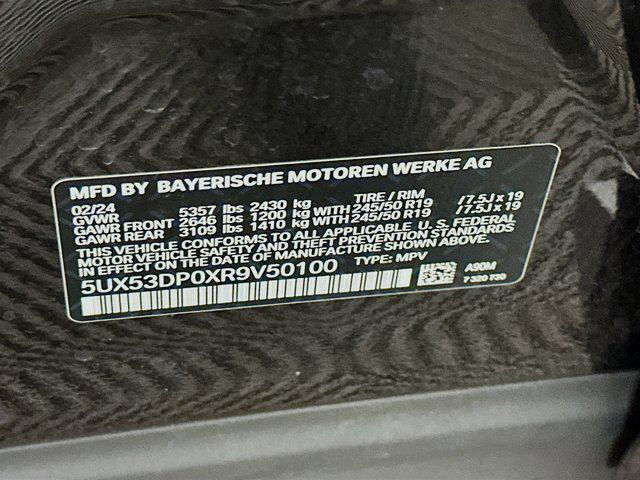 MFD BY BAYERISCHE MOTOREN WERKE AG
02/24 TIRE / RIM
GVWR 5357 lbs 2430 kg
GAWR FRONT 2646 lbs 1200 kg WITH 245/50 R19 /7.5J x 19
GAWR REAR 3109 lbs 1410 kg WITH 245/50 R19 /7.5J x 19
THIS VEHICLE CONFORMS TO ALL APPLICABLE U. S. FEDERAL
MOTOR VEHICLE SAFETY AND THEFT PREVENTION STANDARDS
IN EFFECT ON THE DATE OF MANUFACTURE SHOWN ABOVE.
5UX53DP0XR9V50100 TYPE: MPV
A90M
7 320 730